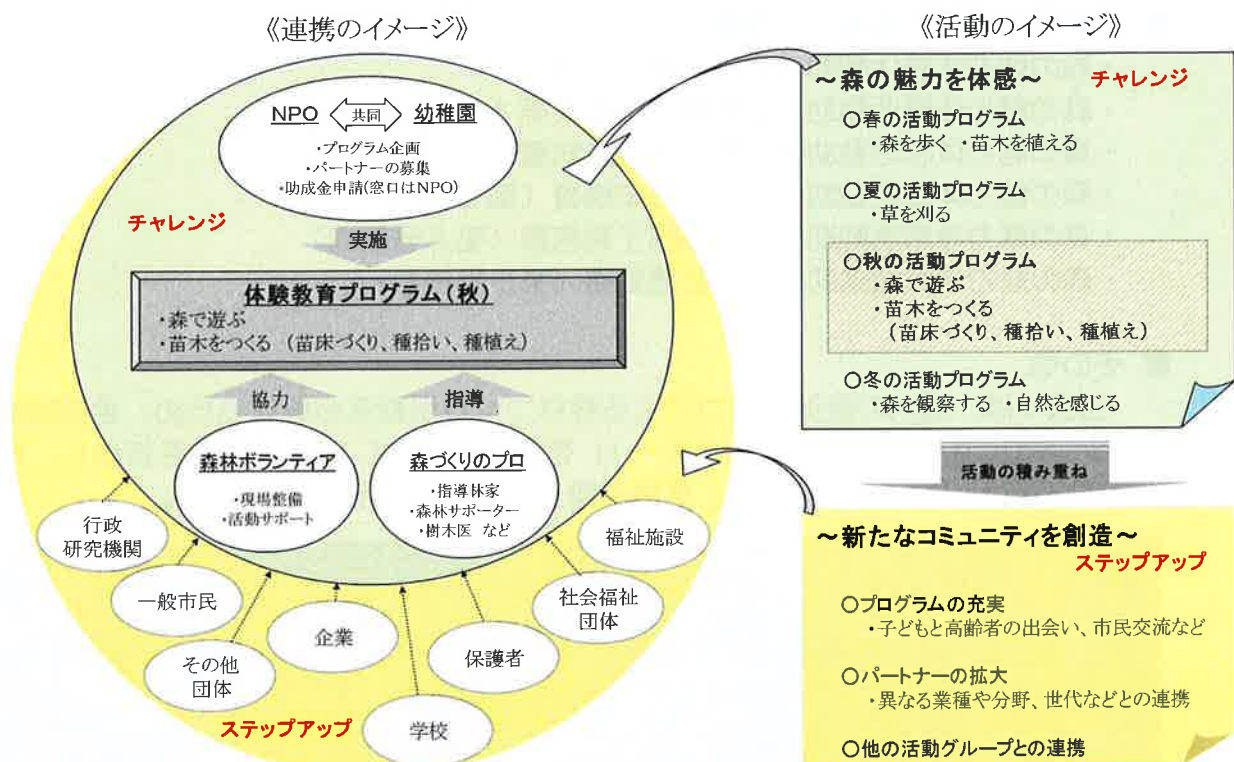 《連携のイメージ》
NPO 共同 幼稚園
・プログラム企画
・パートナーの募集
・助成金申請(窓口はNPO)
チャレンジ
実施
体験教育プログラム(秋)
・森で遊ぶ
・苗木をつくる (苗床づくり、種拾い、種植え)
協力
指導
森林ボランティア
・現場整備
・活動サポート
森づくりのプロ
・指導林家
・森林サポーター
・樹木医 など
行政
研究機関
一般市民
その他
団体
企業
学校
保護者
社会福祉
団体
福祉施設
ステップアップ
《活動のイメージ》
～森の魅力を体感～ チャレンジ
○春の活動プログラム
・森を歩く ・苗木を植える
○夏の活動プログラム
・草を刈る
○秋の活動プログラム
・森で遊ぶ
・苗木をつくる
(苗床づくり、種拾い、種植え)
○冬の活動プログラム
・森を観察する ・自然を感じる
活動の積み重ね
～新たなコミュニティを創造～
ステップアップ
○プログラムの充実
・子どもと高齢者の出会い、市民交流など
○パートナーの拡大
・異なる業種や分野、世代などとの連携
○他の活動グループとの連携